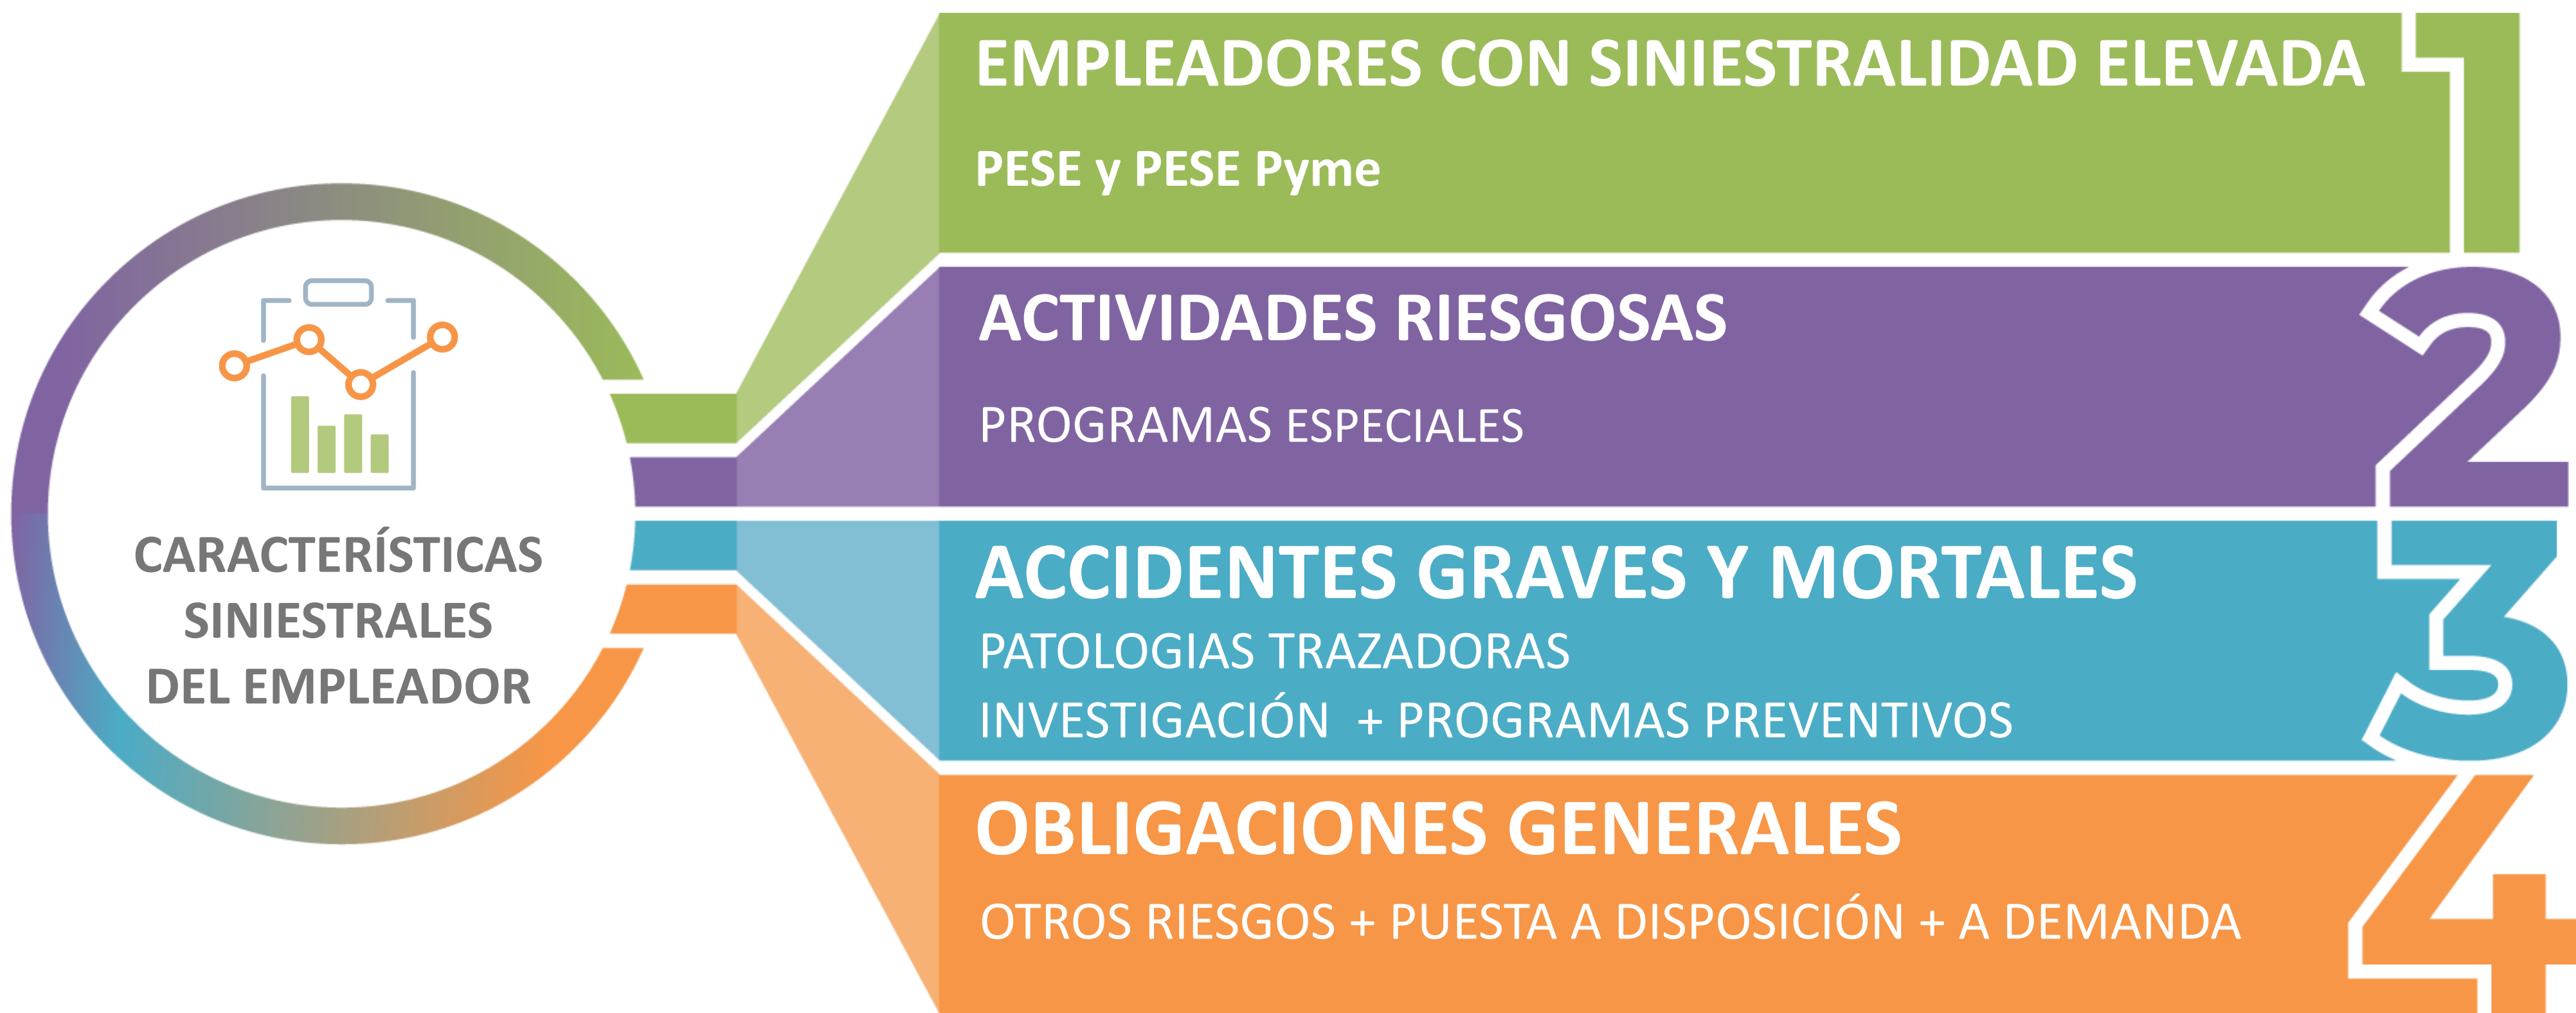 CARACTERÍSTICAS
SINIESTRALES
DEL EMPLEADOR
EMPLEADORES CON SINIESTRALIDAD ELEVADA
PESE y PESE Pyme
1
ACTIVIDADES RIESGOSAS
PROGRAMAS ESPECIALES
2
ACCIDENTES GRAVES Y MORTALES
PATOLOGIAS TRAZADORAS
INVESTIGACIÓN + PROGRAMAS PREVENTIVOS
3
OBLIGACIONES GENERALES
OTROS RIESGOS + PUESTA A DISPOSICIÓN + A DEMANDA
4